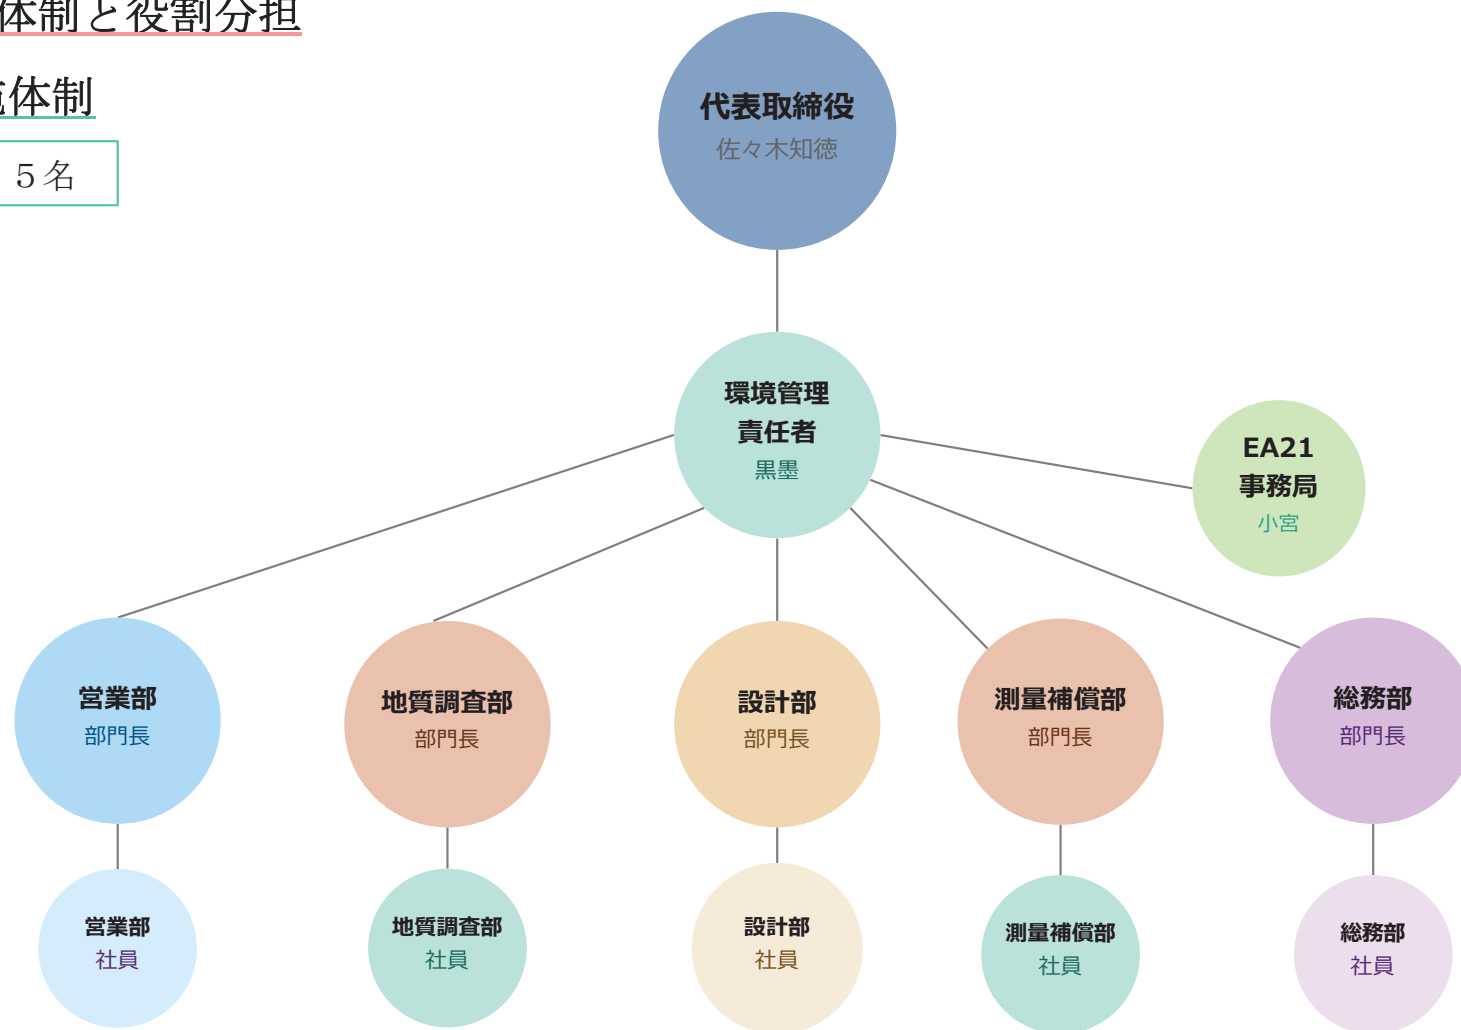 体制と役割分担
施体制
５名
代表取締役
佐々木知徳
環境管理
責任者
黒墨
EA21
事務局
小宮
営業部
部門長
地質調査部
部門長
設計部
部門長
測量補償部
部門長
総務部
部門長
営業部
社員
地質調査部
社員
設計部
社員
測量補償部
社員
総務部
社員